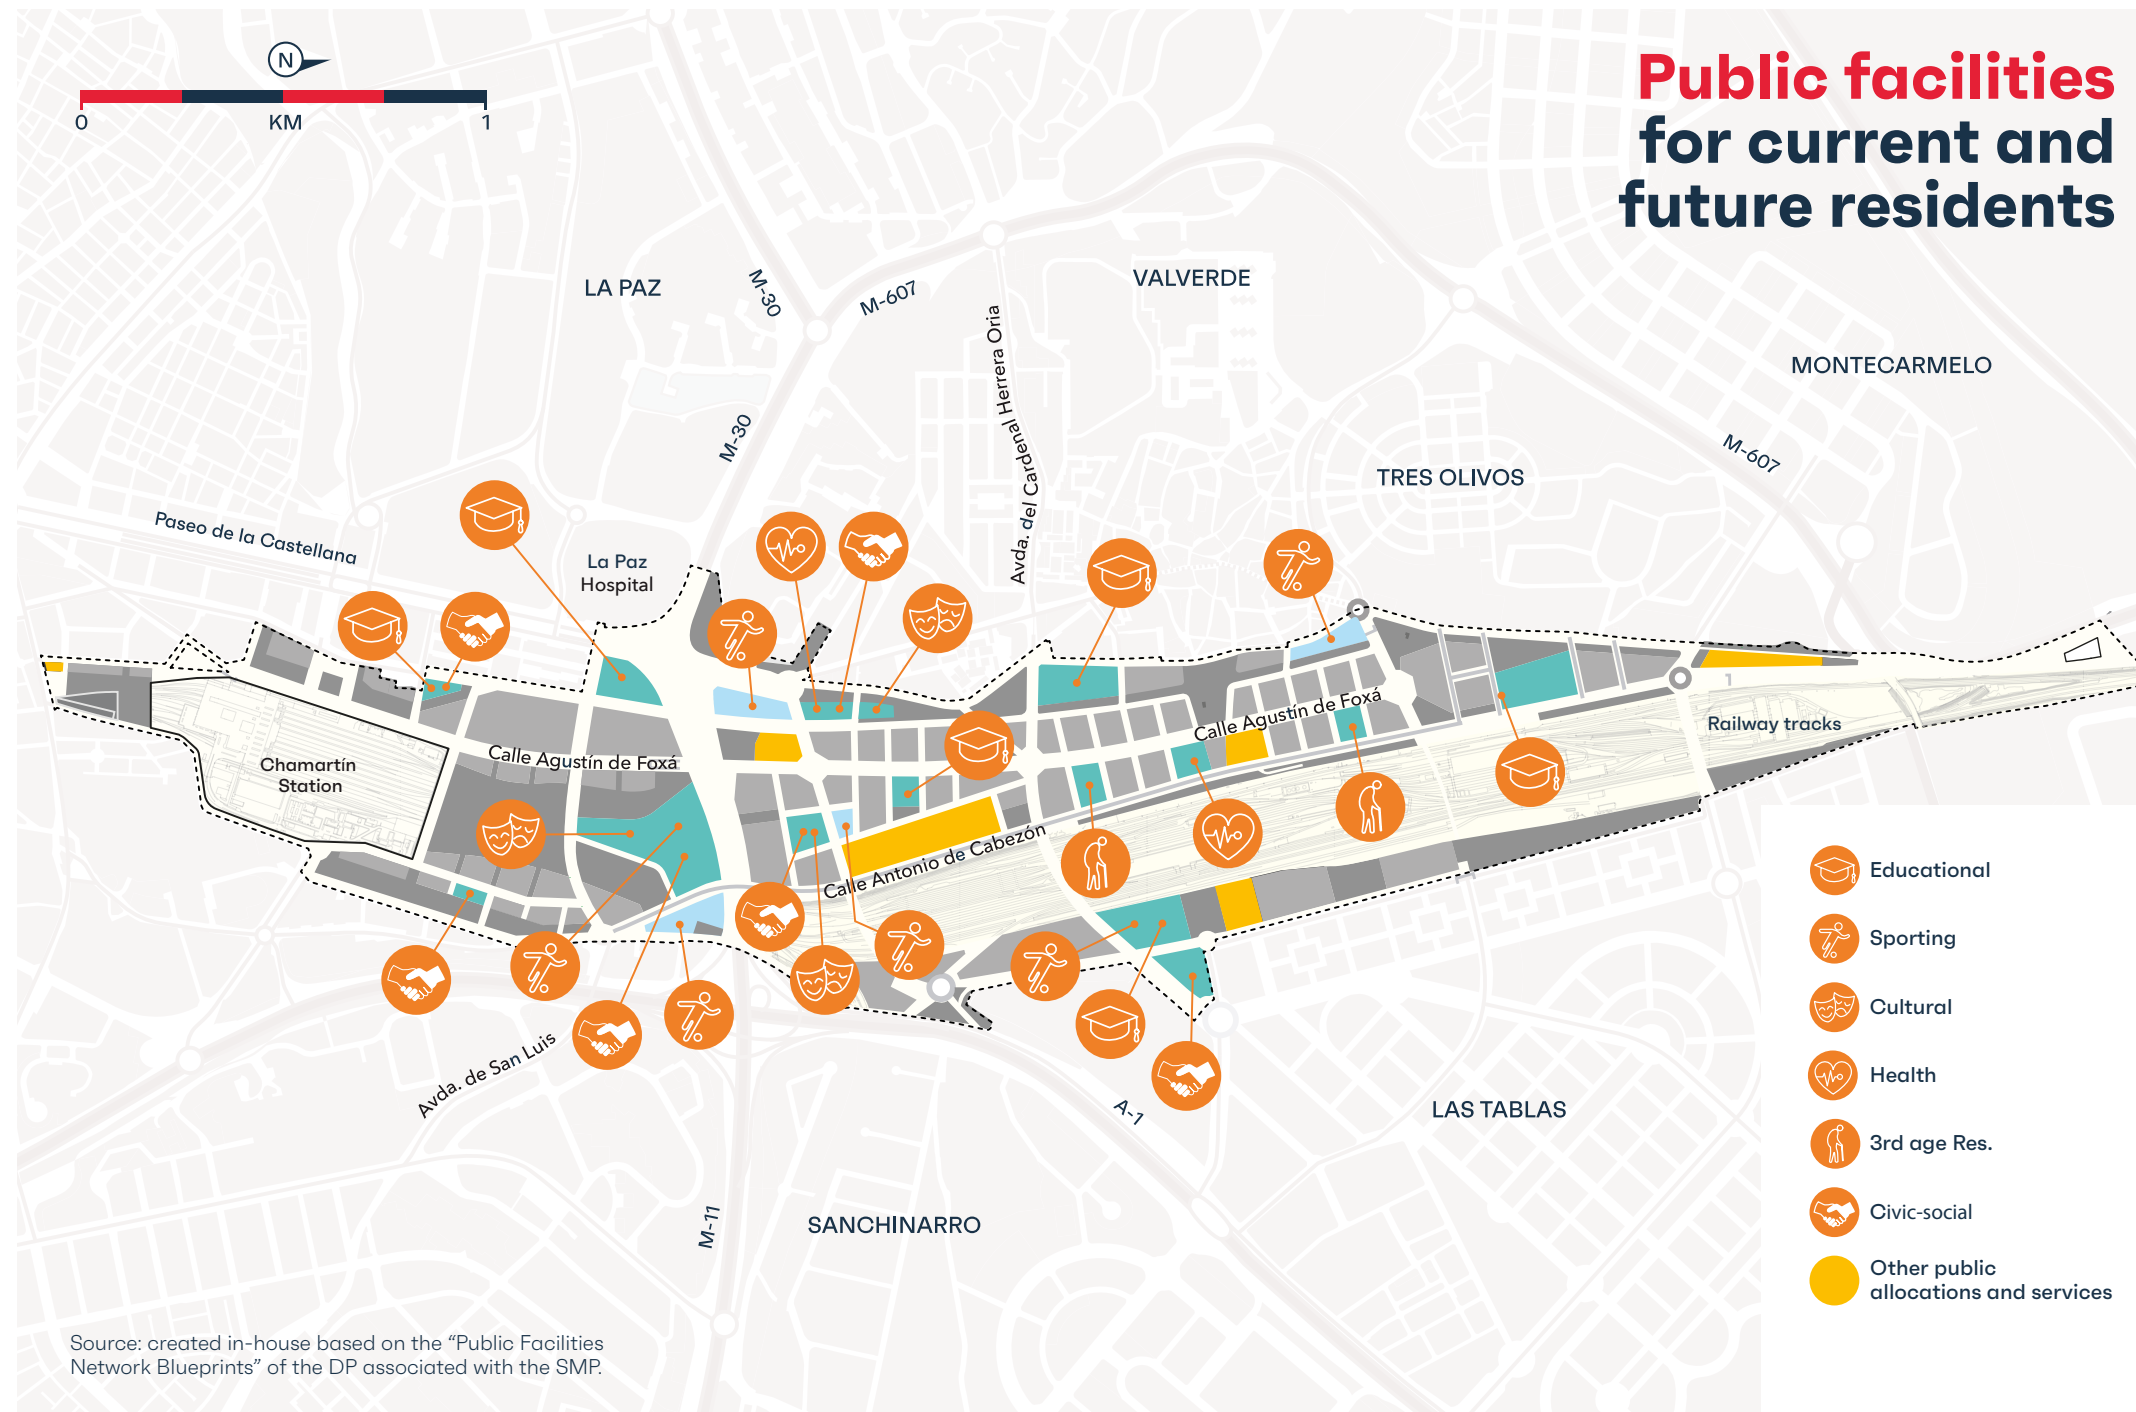 N
0
KM
1
Public facilities
for current and
future residents
LA PAZ
M-30
M-607
VALVERDE
Avda. del Cardenal Herrera Oria
MONTECARMELO
M-30
M-607
TRES OLIVOS
Paseo de la Castellana
La Paz
Hospital
Calle Agustín de Foxá
1
Railway tracks
Calle Agustín de Foxá
Chamartín
Station
Calle Antonio de Cabezón
Avda. de San Luis
A-1
LAS TABLAS
M-11
SANCHINARRO
Educational
Sporting
Cultural
Health
3rd age Res.
Civic-social
Other public
allocations and services
Source: created in-house based on the “Public Facilities
Network Blueprints” of the DP associated with the SMP.